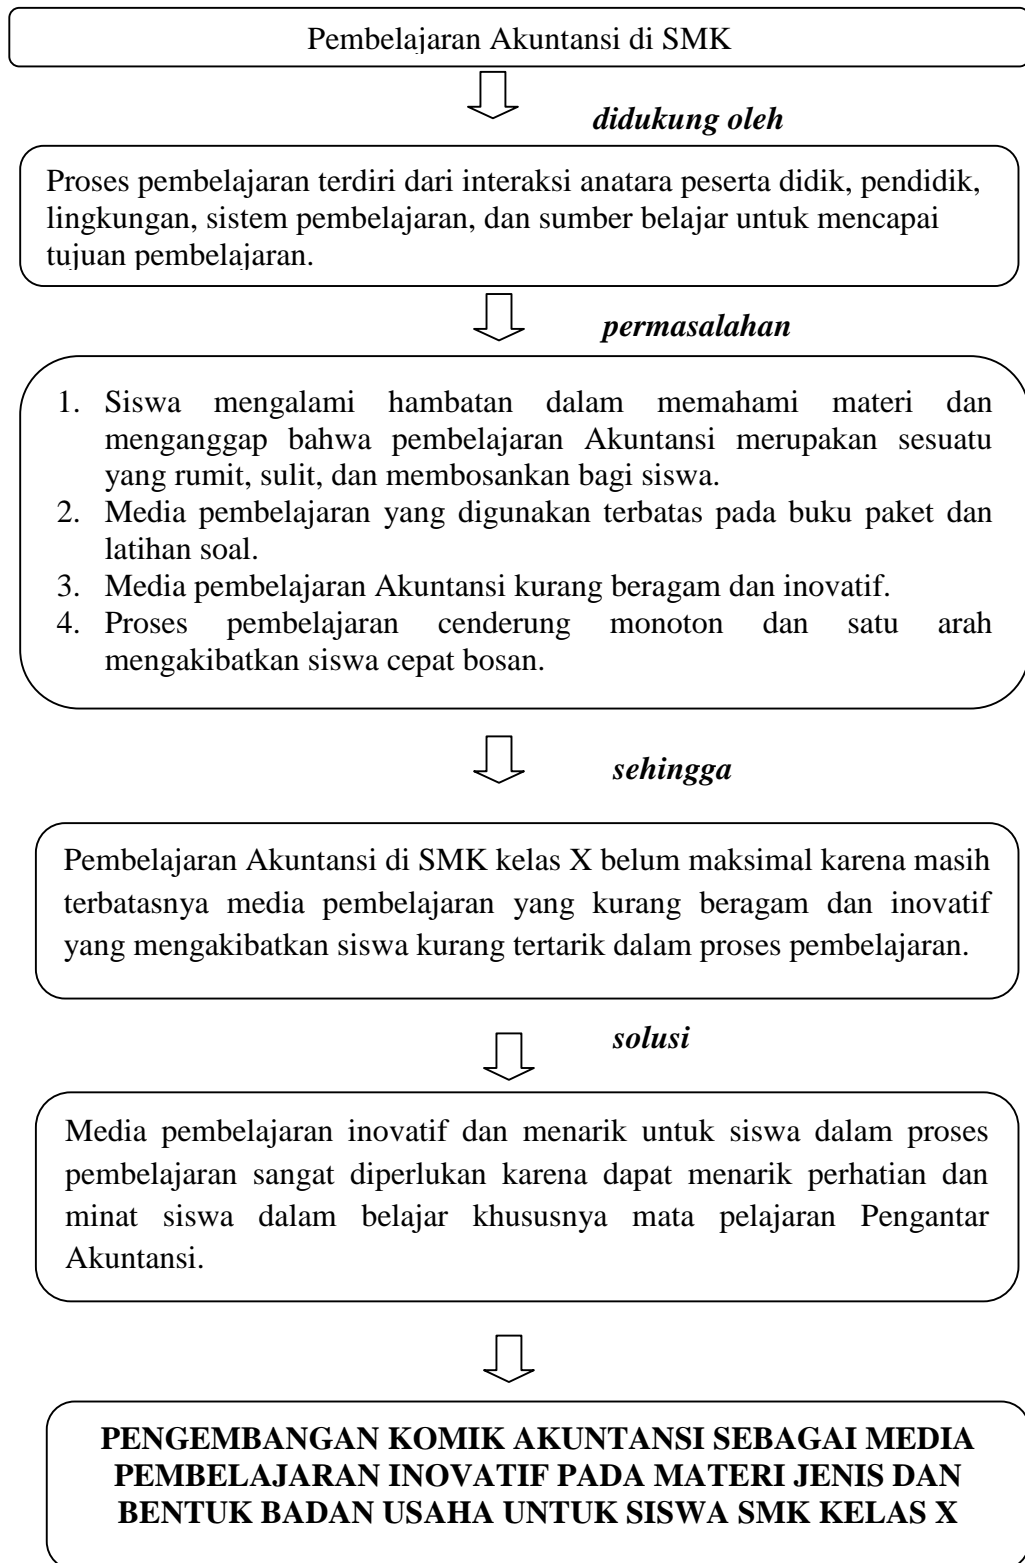 Pembelajaran Akuntansi di SMK
didukung oleh
Proses pembelajaran terdiri dari interaksi anatara peserta didik, pendidik,
lingkungan, sistem pembelajaran, dan sumber belajar untuk mencapai
tujuan pembelajaran.
permasalahan
1. Siswa mengalami hambatan dalam memahami materi dan
menganggap bahwa pembelajaran Akuntansi merupakan sesuatu
yang rumit, sulit, dan membosankan bagi siswa.
2. Media pembelajaran yang digunakan terbatas pada buku paket dan
latihan soal.
3. Media pembelajaran Akuntansi kurang beragam dan inovatif.
4. Proses pembelajaran cenderung monoton dan satu arah
mengakibatkan siswa cepat bosan.
sehingga
Pembelajaran Akuntansi di SMK kelas X belum maksimal karena masih
terbatasnya media pembelajaran yang kurang beragam dan inovatif
yang mengakibatkan siswa kurang tertarik dalam proses pembelajaran.
solusi
Media pembelajaran inovatif dan menarik untuk siswa dalam proses
pembelajaran sangat diperlukan karena dapat menarik perhatian dan
minat siswa dalam belajar khususnya mata pelajaran Pengantar
Akuntansi.
PENGEMBANGAN KOMIK AKUNTANSI SEBAGAI MEDIA
PEMBELAJARAN INOVATIF PADA MATERI JENIS DAN
BENTUK BADAN USAHA UNTUK SISWA SMK KELAS X